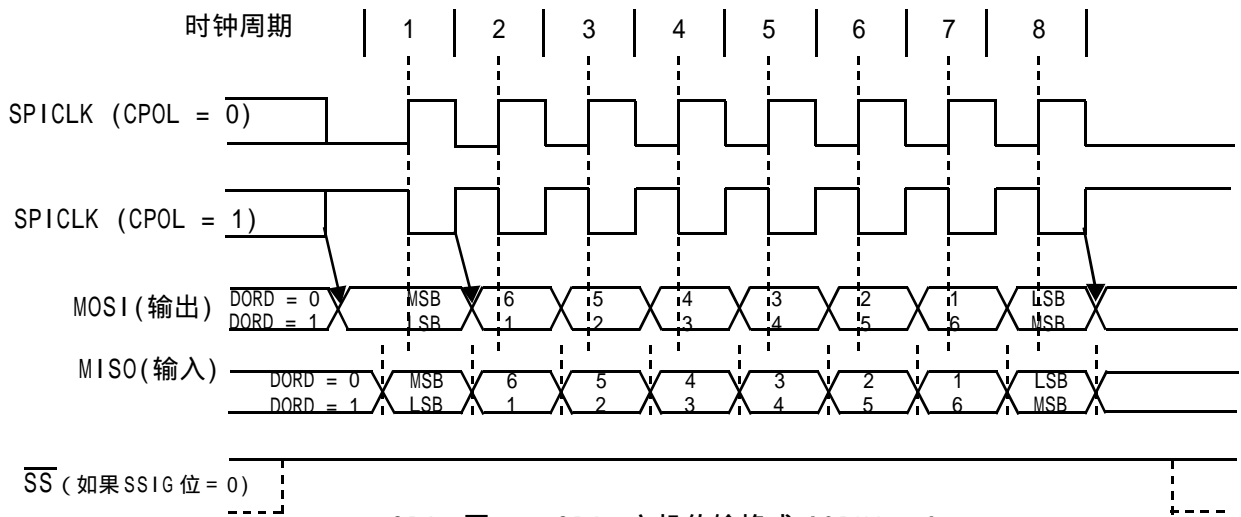 时钟周期 1 2 3 4 5 6 7 8
SPICLK (CPOL = 0)
SPICLK (CPOL = 1)
MOSI(输出) DORD = 0 MSB 6 5 4 3 2 1 LSB
DORD = 1 LSB 1 2 3 4 5 6 MSB
MISO(输入) DORD = 0 MSB 6 5 4 3 2 1 LSB
DORD = 1 LSB 1 2 3 4 5 6 MSB
SS (如果SSIG位= 0)